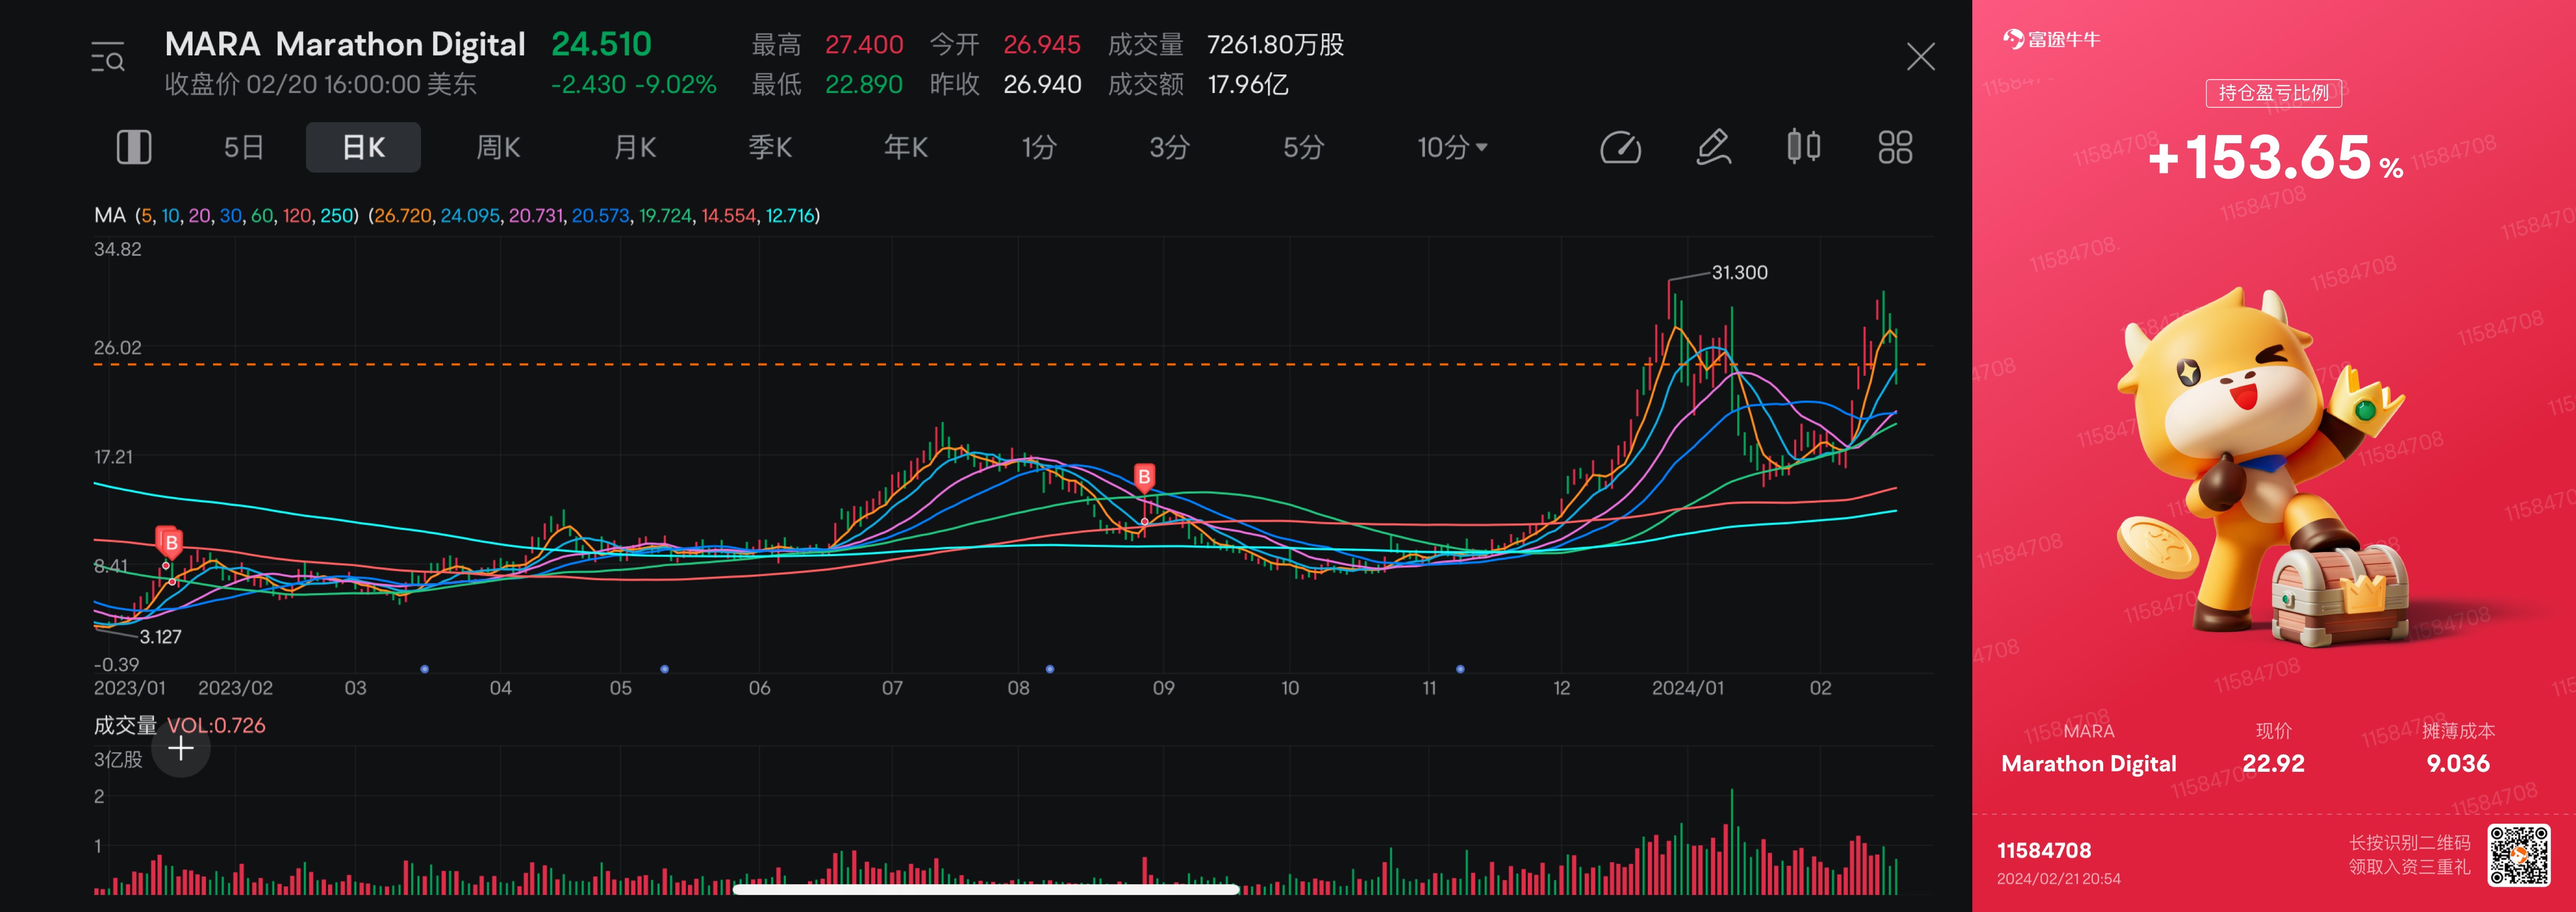 MARA Marathon Digital 24.510 最高 27.400 今开 26.945 成交量 7261.80万股
收盘价 02/20 16:00:00 美东 -2.430 -9.02% 最低 22.890 昨收 26.940 成交额 17.96亿
5日 日K 周K 月K 季K 年K 1分 3分 5分 10分
MA (5, 10, 20, 30, 60, 120, 250) (26.720, 24.095, 20.731, 20.573, 19.724, 14.554, 12.716)
34.82
31.300
26.02
17.21
B
B
8.41
3.127
-0.39
2023/01 2023/02 03 04 05 06 07 08 09 10 11 12 2024/01 02
成交量 VOL:0.726
3亿股
2
1
富途牛牛
持仓盈亏比例
+153.65%
MARA 现价 摊薄成本
Marathon Digital 22.92 9.036
11584708
2024/02/21 20:54
长按识别二维码
领取入资三重礼
11584708